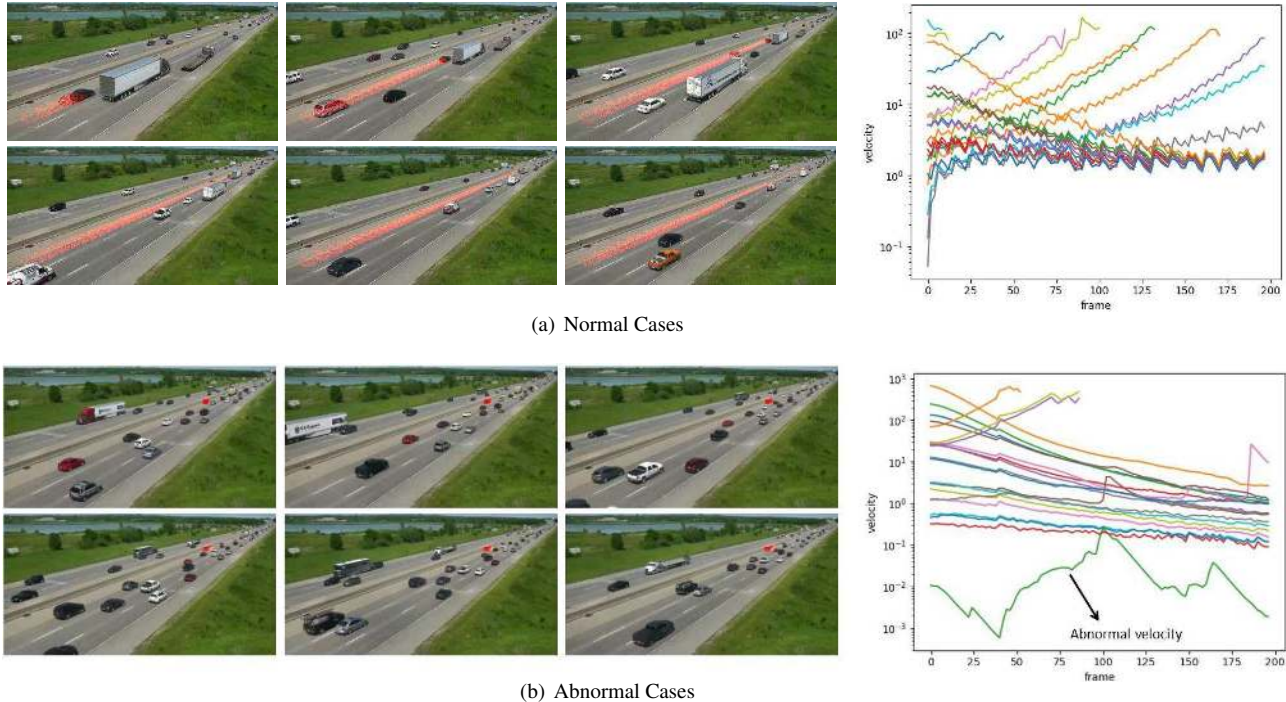 10²
10¹
10⁰
10⁻¹
velocity
0 25 50 75 100 125 150 175 200
frame
(a) Normal Cases
10³
10²
10¹
10⁰
10⁻¹
10⁻²
10⁻³
velocity
Abnormal velocity
0 25 50 75 100 125 150 175 200
frame
(b) Abnormal Cases